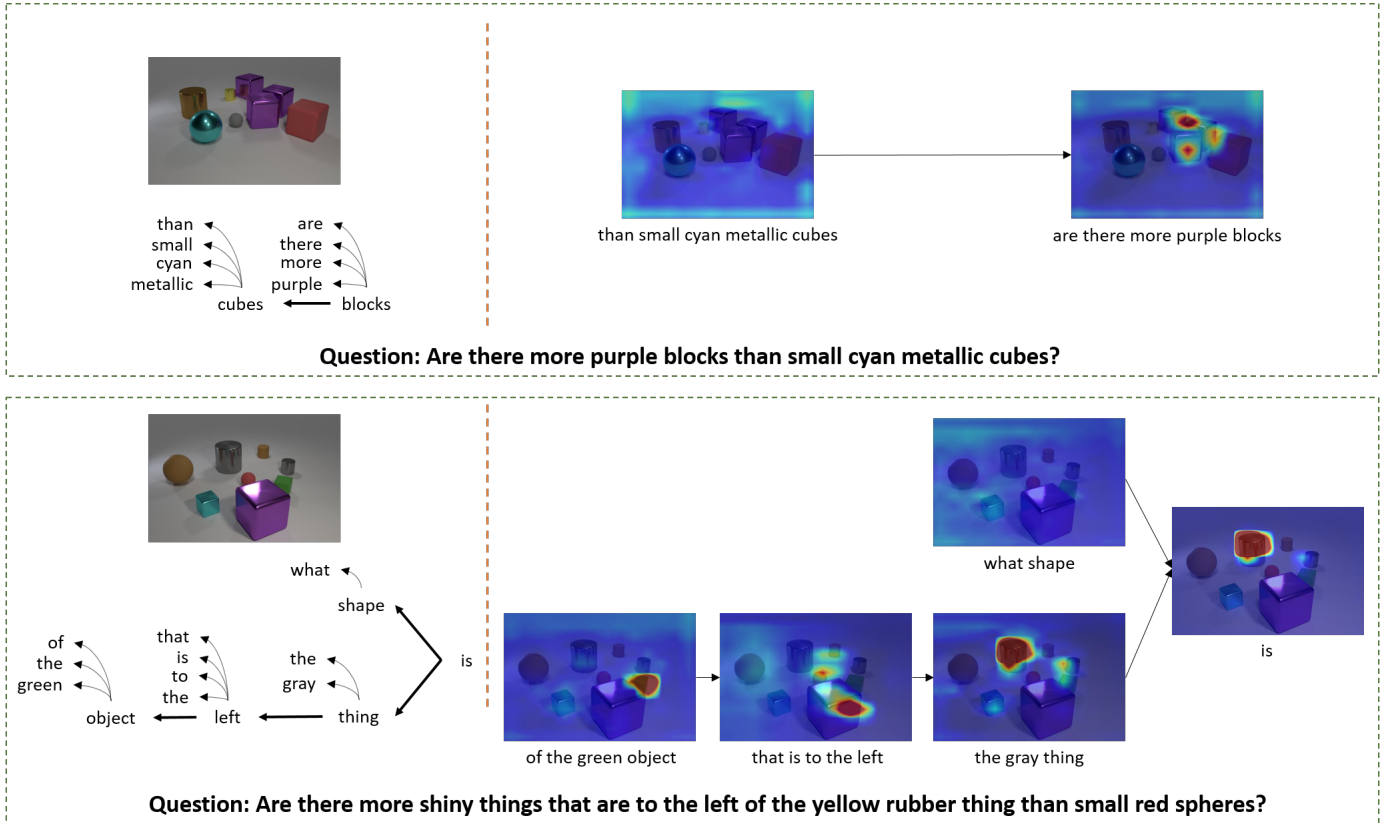 than
small
cyan
metallic
cubes
are
there
more
purple
blocks
than small cyan metallic cubes
are there more purple blocks
Question: Are there more purple blocks than small cyan metallic cubes?
what
shape
is
of
the
green
object
that
is
to
the
left
the
gray
thing
what shape
is
of the green object
that is to the left
the gray thing
Question: Are there more shiny things that are to the left of the yellow rubber thing than small red spheres?